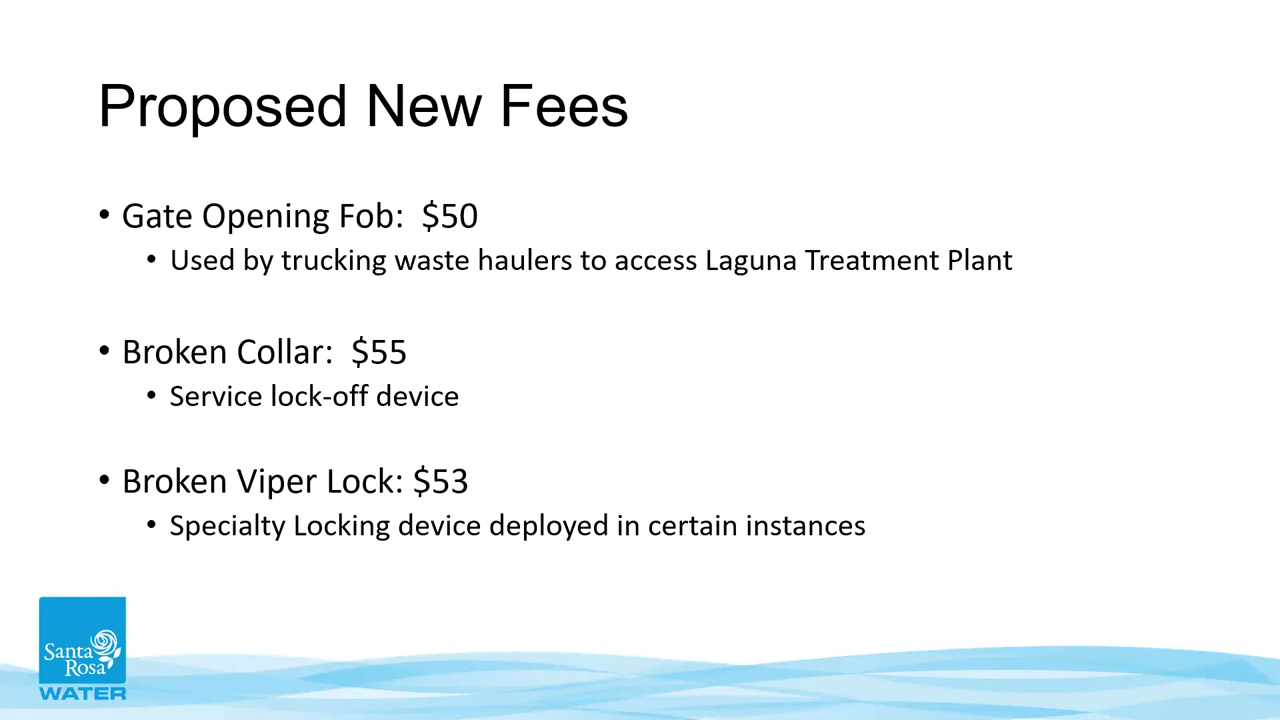 Proposed New Fees
• Gate Opening Fob:  $50
• Used by trucking waste haulers to access Laguna Treatment Plant
• Broken Collar:  $55
• Service lock-off device
• Broken Viper Lock: $53
• Specialty Locking device deployed in certain instances
Santa
Rosa
WATER